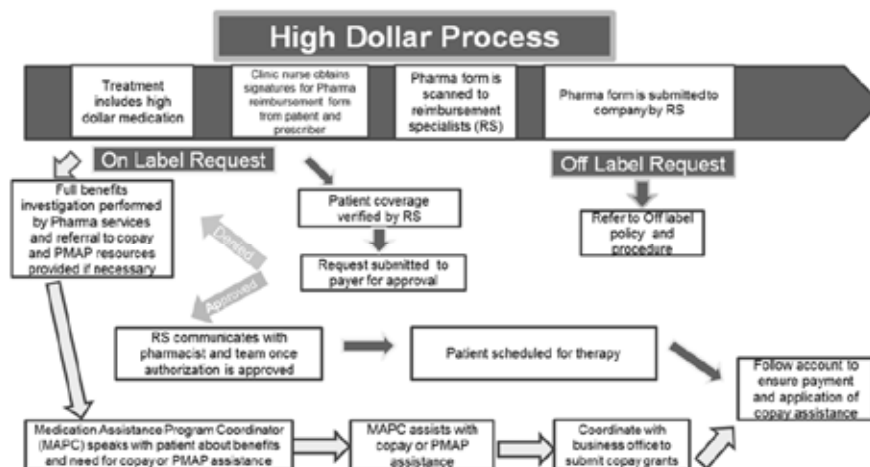 High Dollar Process
Treatment
includes high
dollar medication
Clinic nurse obtains
signatures for Pharma
reimbursement form
from patient and
prescriber
Pharma form is
scanned to
reimbursement
specialists (RS)
Pharma form is submitted to
company by RS
On Label Request
Off Label Request
Full benefits
investigation performed
by Pharma services
and referral to copay
and PMAP resources
provided if necessary
Patient coverage
verified by RS
Refer to Off label
policy and
procedure
Denied
Request submitted to
payer for approval
Approved
RS communicates with
pharmacist and team once
authorization is approved
Patient scheduled for therapy
Follow account to
ensure payment
and application of
copay assistance
Medication Assistance Program Coordinator
(MAPC) speaks with patient about benefits
and need for copay or PMAP assistance
MAPC assists with
copay or PMAP
assistance
Coordinate with
business office to
submit copay grants